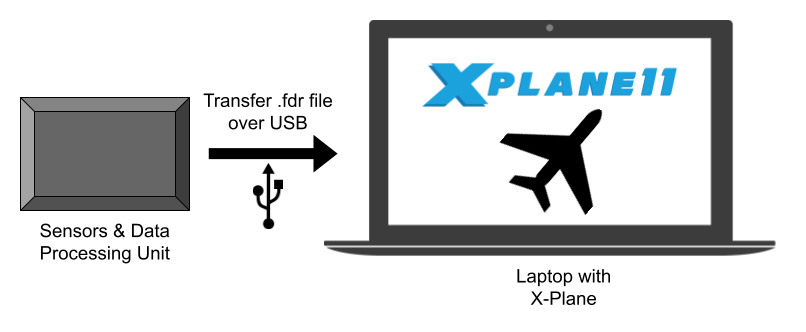 Transfer .fdr file
over USB
XPLANE11
Sensors & Data
Processing Unit
Laptop with
X-Plane